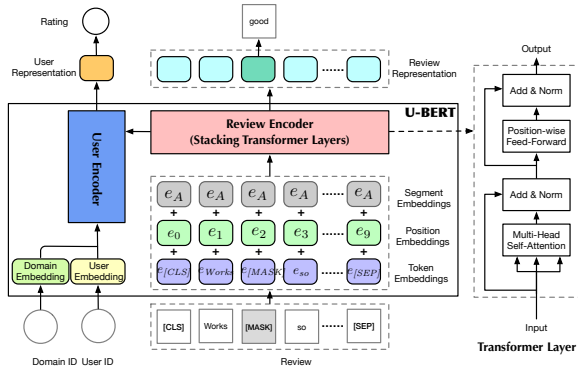 Rating
User
Representation
good
Review
Representation
U-BERT
User Encoder
Review Encoder
(Stacking Transformer Layers)
e_A e_A e_A e_A ...... e_A
Segment
Embeddings
+ + + + +
e_0 e_1 e_2 e_3 ...... e_9
Position
Embeddings
+ + + + +
e_[CLS] e_Works e_[MASK] e_so ...... e_[SEP]
Token
Embeddings
Domain
Embedding
User
Embedding
[CLS] Works [MASK] so ...... [SEP]
Domain ID User ID
Review
Output
Add & Norm
Position-wise
Feed-Forward
Add & Norm
Multi-Head
Self-Attention
Input
Transformer Layer